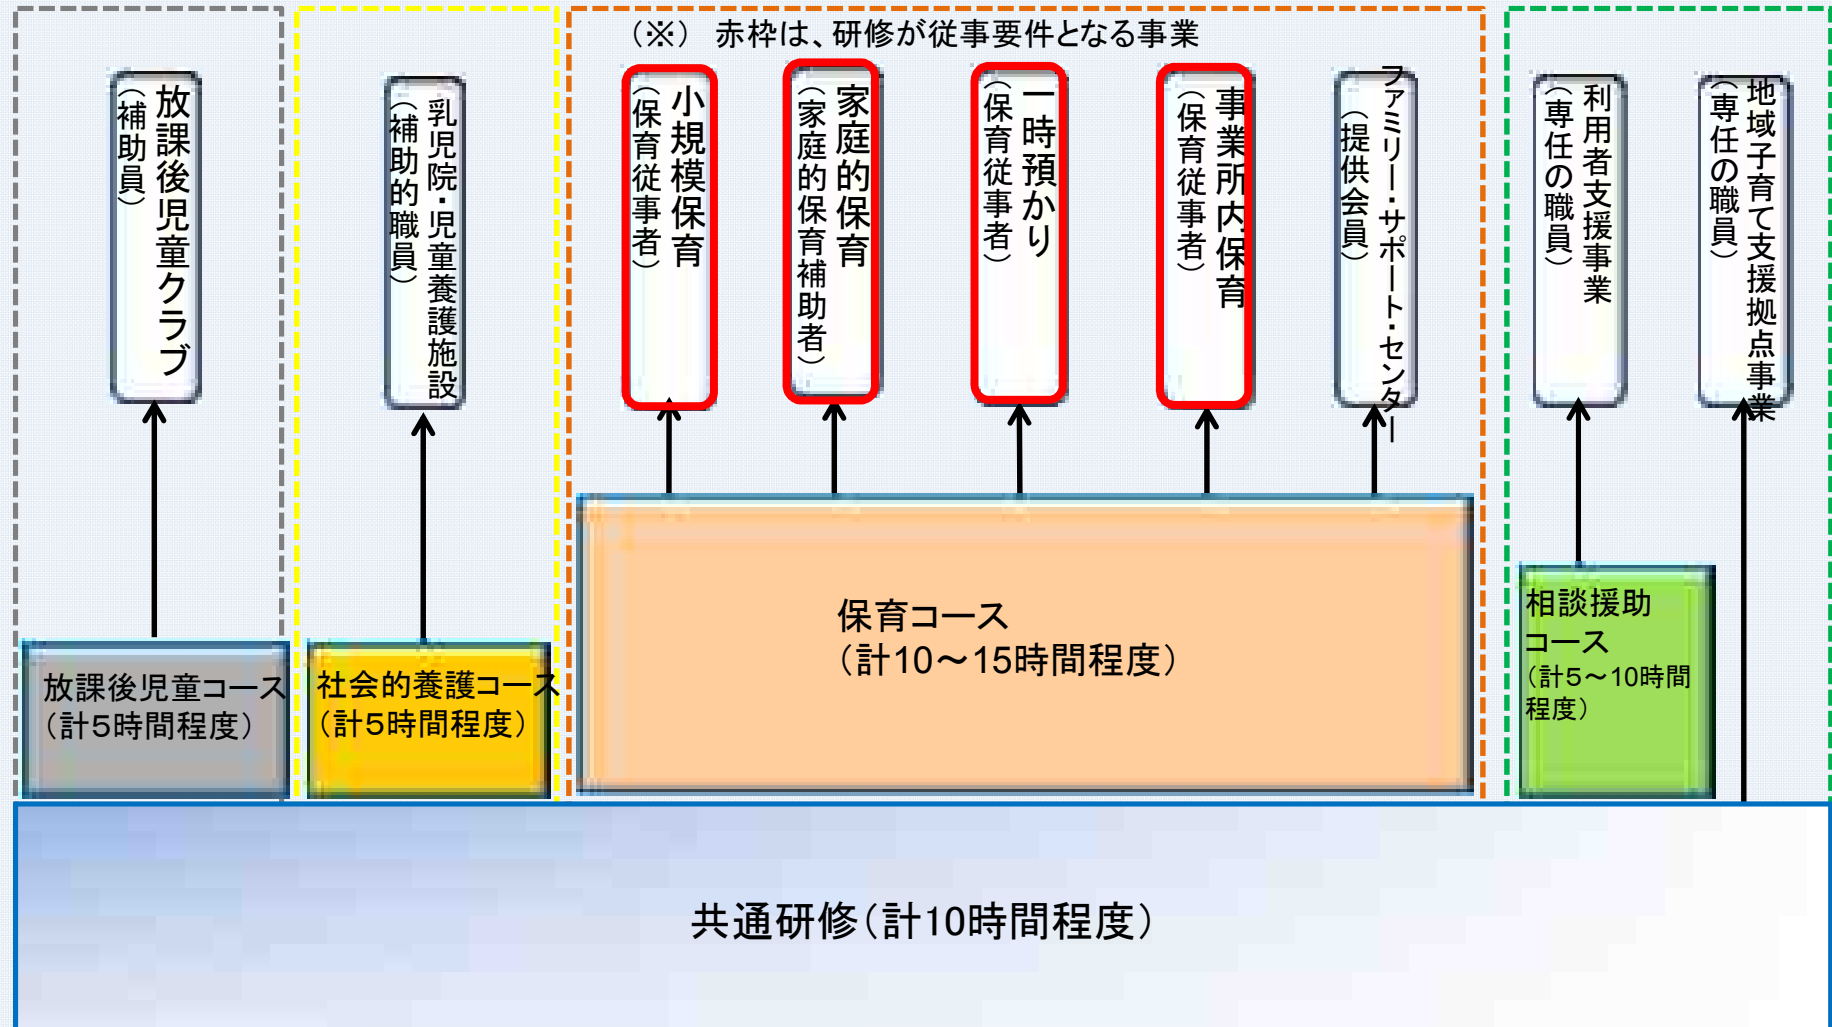 （※） 赤枠は、研修が従事要件となる事業
放課後児童クラブ
（補助員）
乳児院・児童養護施設
（補助的職員）
小規模保育
（保育従事者）
家庭的保育
（家庭的保育補助者）
一時預かり
（保育従事者）
事業所内保育
（保育従事者）
ファミリー・サポート・センター
（提供会員）
利用者支援事業
（専任の職員）
地域子育て支援拠点事業
（専任の職員）
放課後児童コース
（計5時間程度）
社会的養護コース
（計5時間程度）
保育コース
（計10～15時間程度）
相談援助
コース
（計5～10時間
程度）
共通研修（計10時間程度）